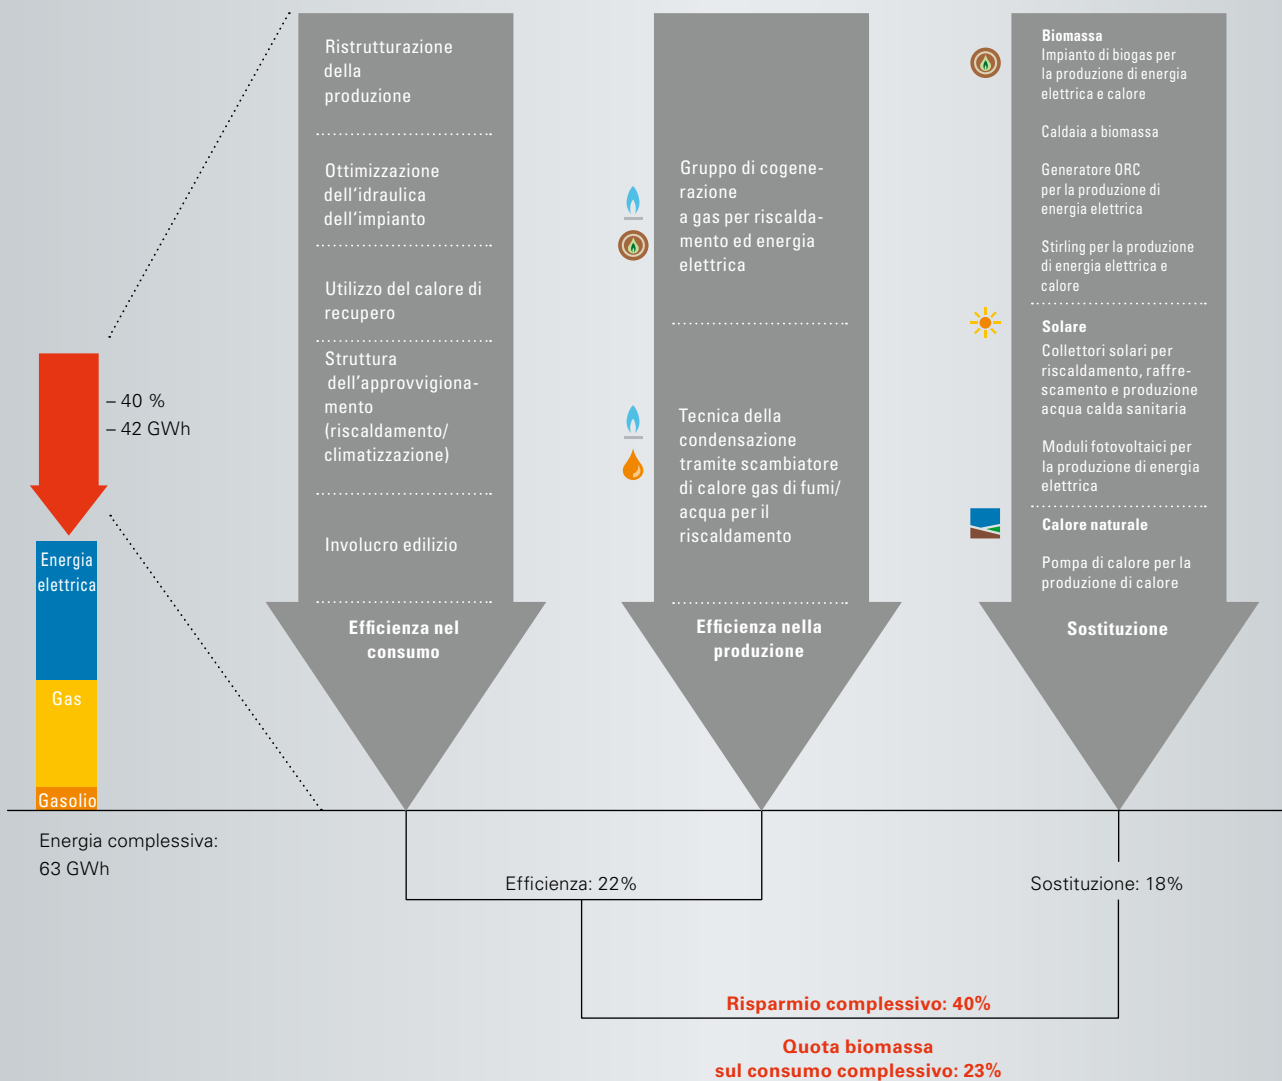 – 40 %
– 42 GWh
Energia
elettrica
Gas
Gasolio
Energia complessiva:
63 GWh
Ristrutturazione
della
produzione
Ottimizzazione
dell’idraulica
dell’impianto
Utilizzo del calore di
recupero
Struttura
dell’approvvigiona-
mento
(riscaldamento/
climatizzazione)
Involucro edilizio
Efficienza nel
consumo
Gruppo di cogene-
razione
a gas per riscalda-
mento ed energia
elettrica
Tecnica della
condensazione
tramite scambiatore
di calore gas di fumi/
acqua per il
riscaldamento
Efficienza nella
produzione
Biomassa
Impianto di biogas per
la produzione di energia
elettrica e calore
Caldaia a biomassa
Generatore ORC
per la produzione di
energia elettrica
Stirling per la produzione
di energia elettrica e
calore
Solare
Collettori solari per
riscaldamento, raffre-
scamento e produzione
acqua calda sanitaria
Moduli fotovoltaici per
la produzione di energia
elettrica
Calore naturale
Pompa di calore per la
produzione di calore
Sostituzione
Efficienza: 22%
Sostituzione: 18%
Risparmio complessivo: 40%
Quota biomassa
sul consumo complessivo: 23%